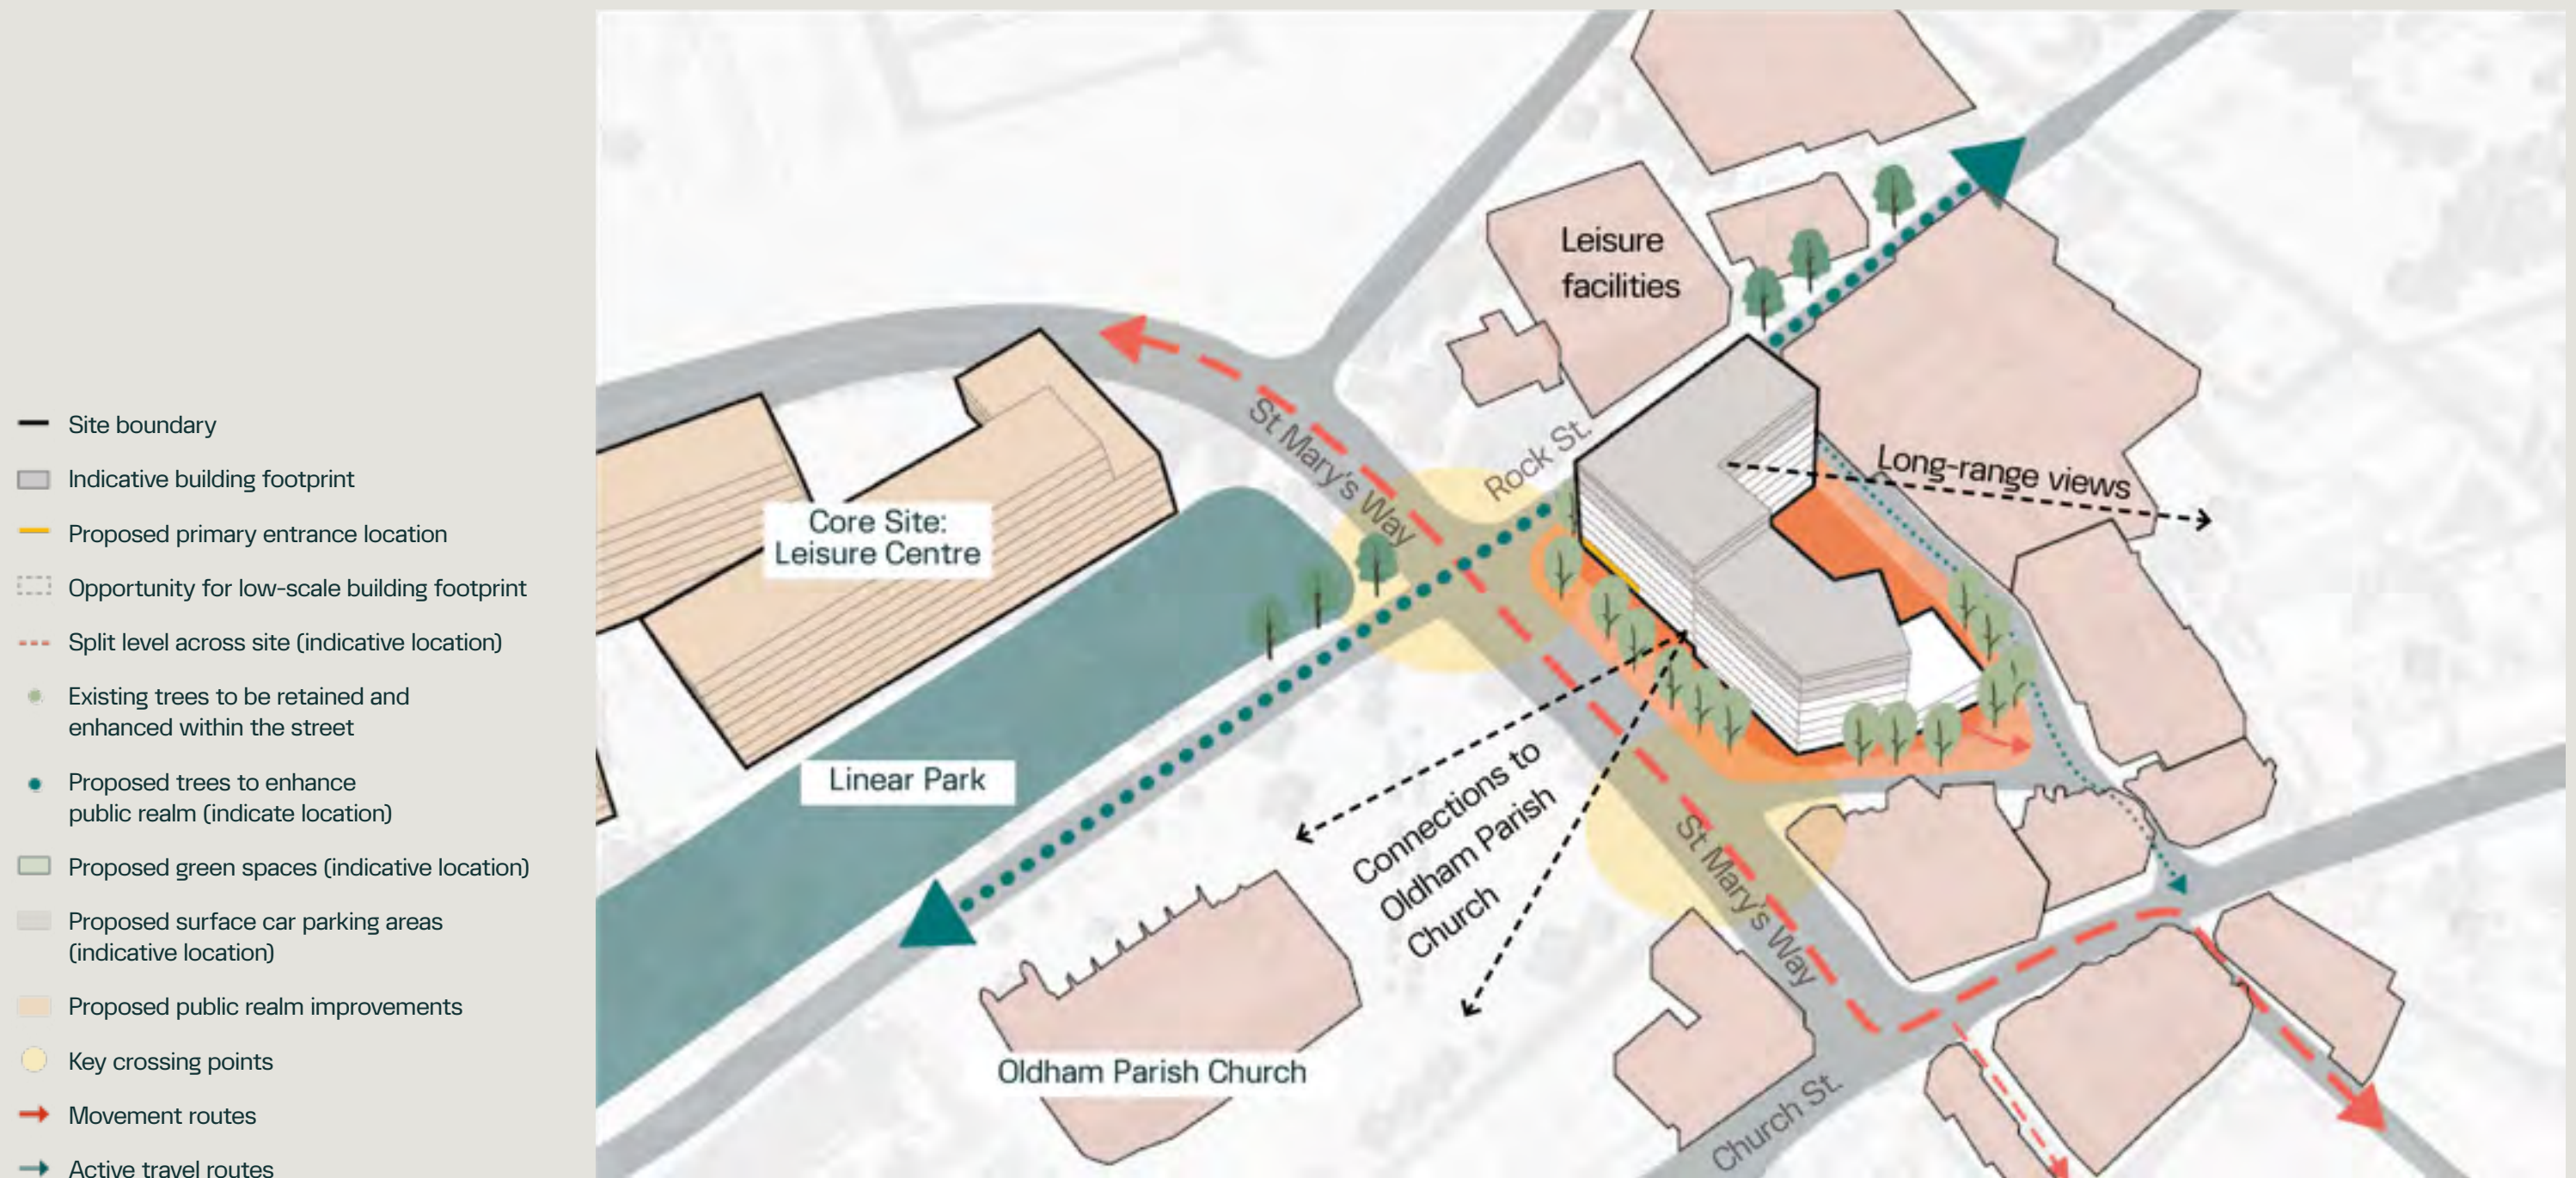 Site boundary
Indicative building footprint
Proposed primary entrance location
Opportunity for low-scale building footprint
Split level across site (indicative location)
Existing trees to be retained and
enhanced within the street
Proposed trees to enhance
public realm (indicate location)
Proposed green spaces (indicative location)
Proposed surface car parking areas
(indicative location)
Proposed public realm improvements
Key crossing points
Movement routes
Active travel routes
Leisure
facilities
Rock St.
St Mary's Way
Long-range views
Core Site:
Leisure Centre
Linear Park
Connections to
Oldham Parish
Church
St Mary's Way
Oldham Parish Church
Church St.